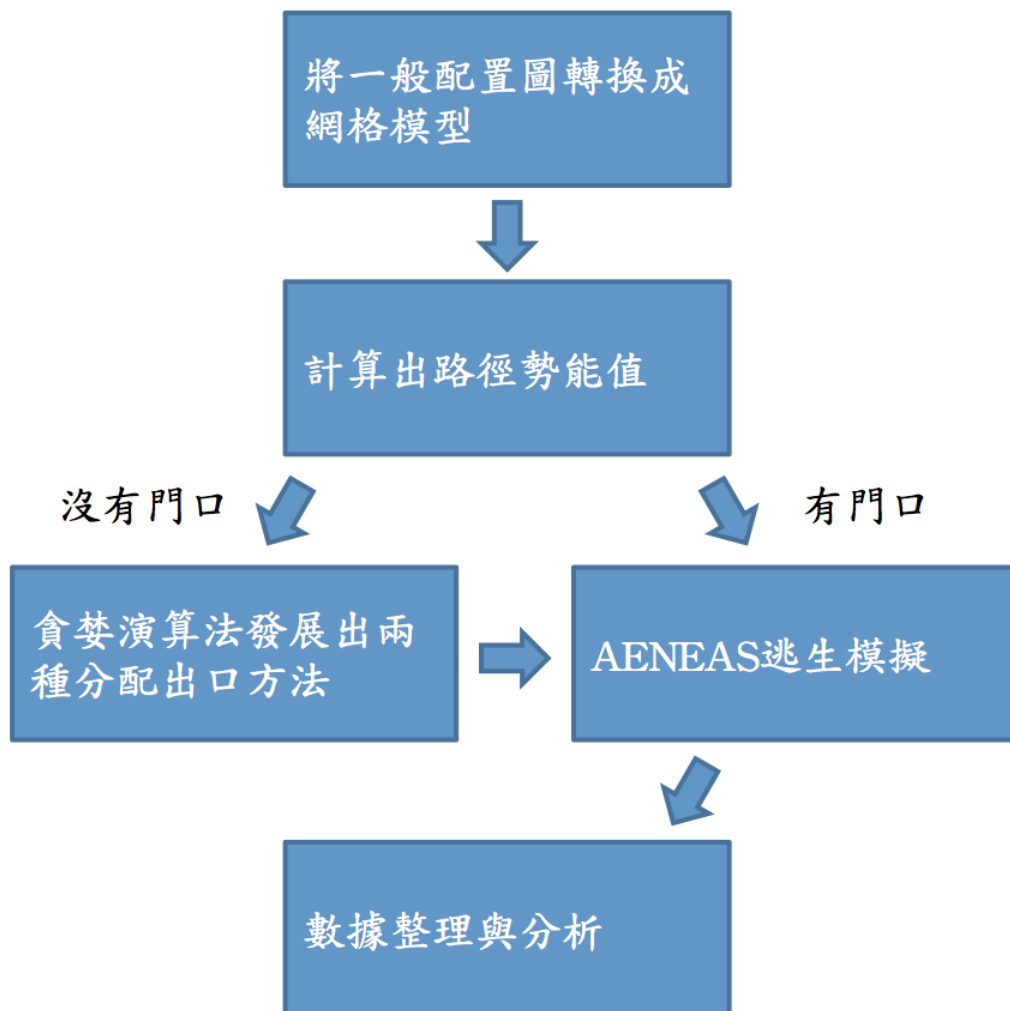 將一般配置圖轉換成
網格模型
計算出路徑勢能值
沒有門口
有門口
貪婪演算法發展出兩
種分配出口方法
AENEAS逃生模擬
數據整理與分析